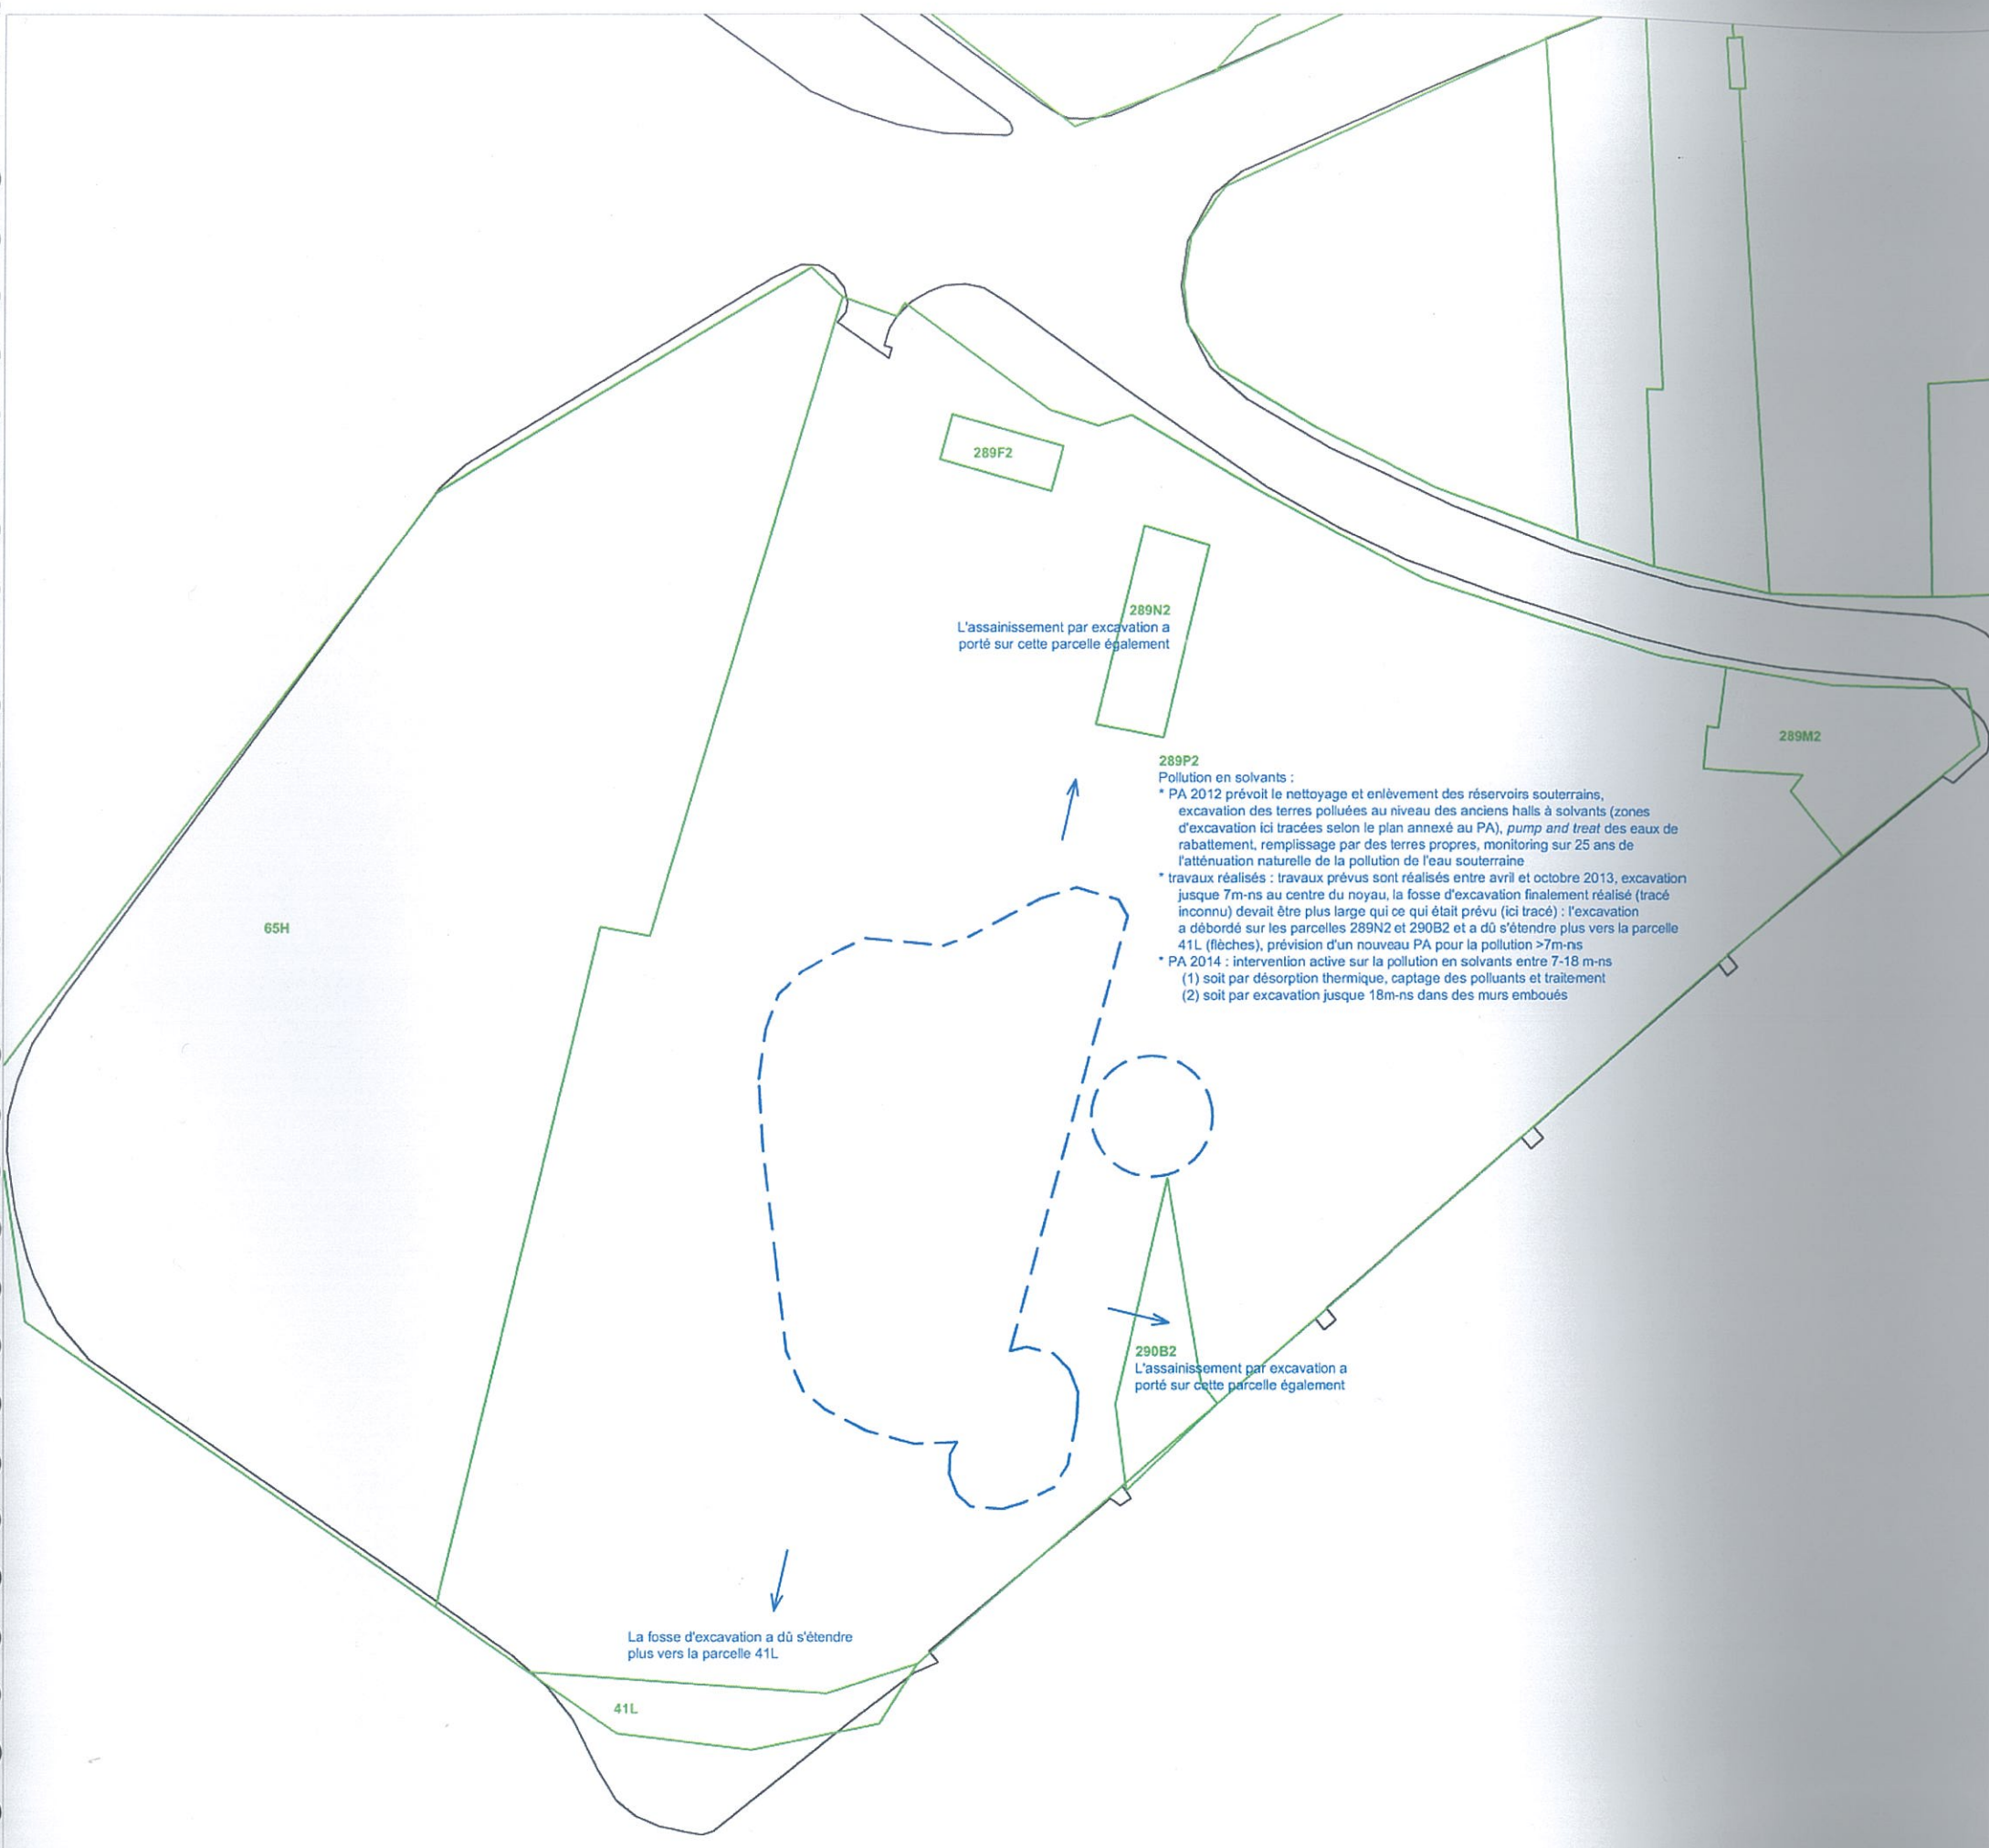 289F2
289N2
L'assainissement par excavation a
porté sur cette parcelle également
289M2
289P2
Pollution en solvants :
* PA 2012 prévoit le nettoyage et enlèvement des réservoirs souterrains,
excavation des terres polluées au niveau des anciens halls à solvants (zones
d'excavation ici tracées selon le plan annexé au PA), pump and treat des eaux de
rabattement, remplissage par des terres propres, monitoring sur 25 ans de
l'atténuation naturelle de la pollution de l'eau souterraine
* travaux réalisés : travaux prévus sont réalisés entre avril et octobre 2013, excavation
jusque 7m-ns au centre du noyau, la fosse d'excavation finalement réalisé (tracé
inconnu) devait être plus large qui ce qui était prévu (ici tracé) : l'excavation
a débordé sur les parcelles 289N2 et 290B2 et a dû s'étendre plus vers la parcelle
41L (flèches), prévision d'un nouveau PA pour la pollution >7m-ns
* PA 2014 : intervention active sur la pollution en solvants entre 7-18 m-ns
(1) soit par désorption thermique, captage des polluants et traitement
(2) soit par excavation jusque 18m-ns dans des murs emboués
65H
290B2
L'assainissement par excavation a
porté sur cette parcelle également
La fosse d'excavation a dû s'étendre
plus vers la parcelle 41L
41L